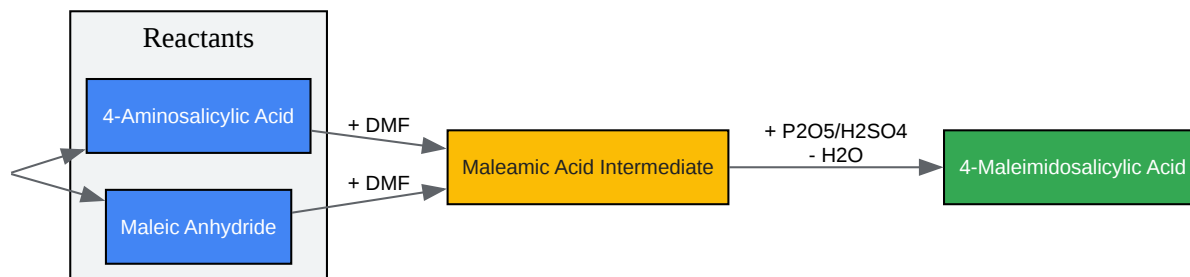 Reactants
4-Aminosalicylic Acid
+ DMF
Maleic Anhydride
+ DMF
Maleamic Acid Intermediate
+ P2O5/H2SO4
- H2O
4-Maleimidosalicylic Acid